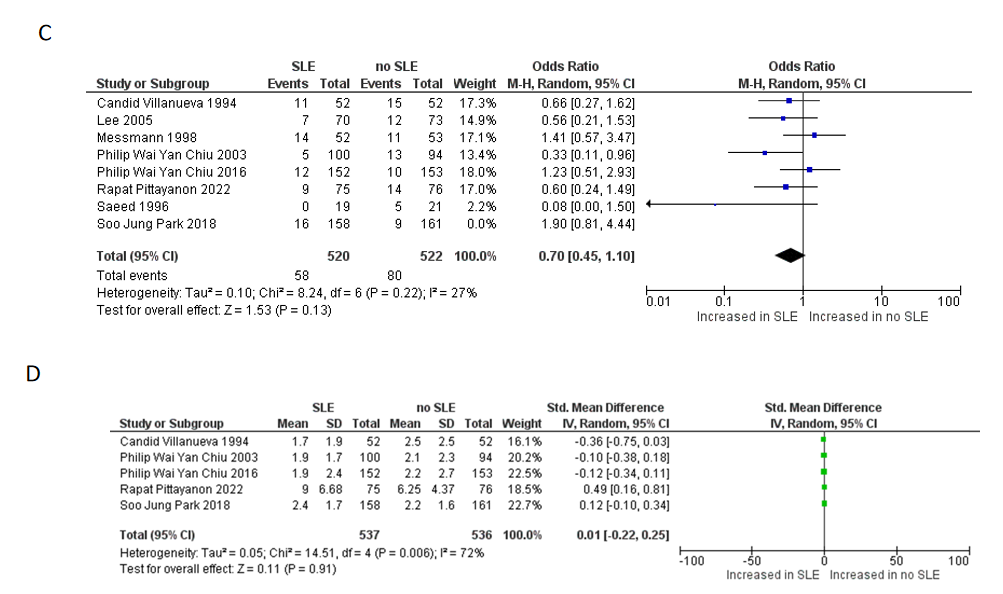 C
SLE no SLE Odds Ratio Odds Ratio
Study or Subgroup Events Total Events Total Weight M-H, Random, 95% CI M-H, Random, 95% CI
Candid Villanueva 1994 11 52 15 52 17.3% 0.66 [0.27, 1.62]
Lee 2005 7 70 12 73 14.9% 0.56 [0.21, 1.53]
Messmann 1998 14 52 11 53 17.1% 1.41 [0.57, 3.47]
Philip Wai Yan Chiu 2003 5 100 13 94 13.4% 0.33 [0.11, 0.96]
Philip Wai Yan Chiu 2016 12 152 10 153 18.0% 1.23 [0.51, 2.93]
Rapat Pittayanon 2022 9 75 14 76 17.0% 0.60 [0.24, 1.49]
Saeed 1996 0 19 5 21 2.2% 0.08 [0.00, 1.50]
Soo Jung Park 2018 16 158 9 161 0.0% 1.90 [0.81, 4.44]
Total (95% CI) 520 522 100.0% 0.70 [0.45, 1.10]
Total events 58 80
Heterogeneity: Tau² = 0.10; Chi² = 8.24, df = 6 (P = 0.22); I² = 27%
Test for overall effect: Z = 1.53 (P = 0.13)
0.01 0.1 1 10 100
Increased in SLE Increased in no SLE
D
SLE no SLE Std. Mean Difference Std. Mean Difference
Study or Subgroup Mean SD Total Mean SD Total Weight IV, Random, 95% CI IV, Random, 95% CI
Candid Villanueva 1994 1.7 1.9 52 2.5 2.5 52 16.1% -0.36 [-0.75, 0.03]
Philip Wai Yan Chiu 2003 1.9 1.7 100 2.1 2.3 94 20.2% -0.10 [-0.38, 0.18]
Philip Wai Yan Chiu 2016 1.9 2.4 152 2.2 2.7 153 22.5% -0.12 [-0.34, 0.11]
Rapat Pittayanon 2022 9 6.68 75 6.25 4.37 76 18.5% 0.49 [0.16, 0.81]
Soo Jung Park 2018 2.4 1.7 158 2.2 1.6 161 22.7% 0.12 [-0.10, 0.34]
Total (95% CI) 537 536 100.0% 0.01 [-0.22, 0.25]
Heterogeneity: Tau² = 0.05; Chi² = 14.51, df = 4 (P = 0.006); I² = 72%
Test for overall effect: Z = 0.11 (P = 0.91)
-100 -50 0 50 100
Increased in SLE Increased in no SLE